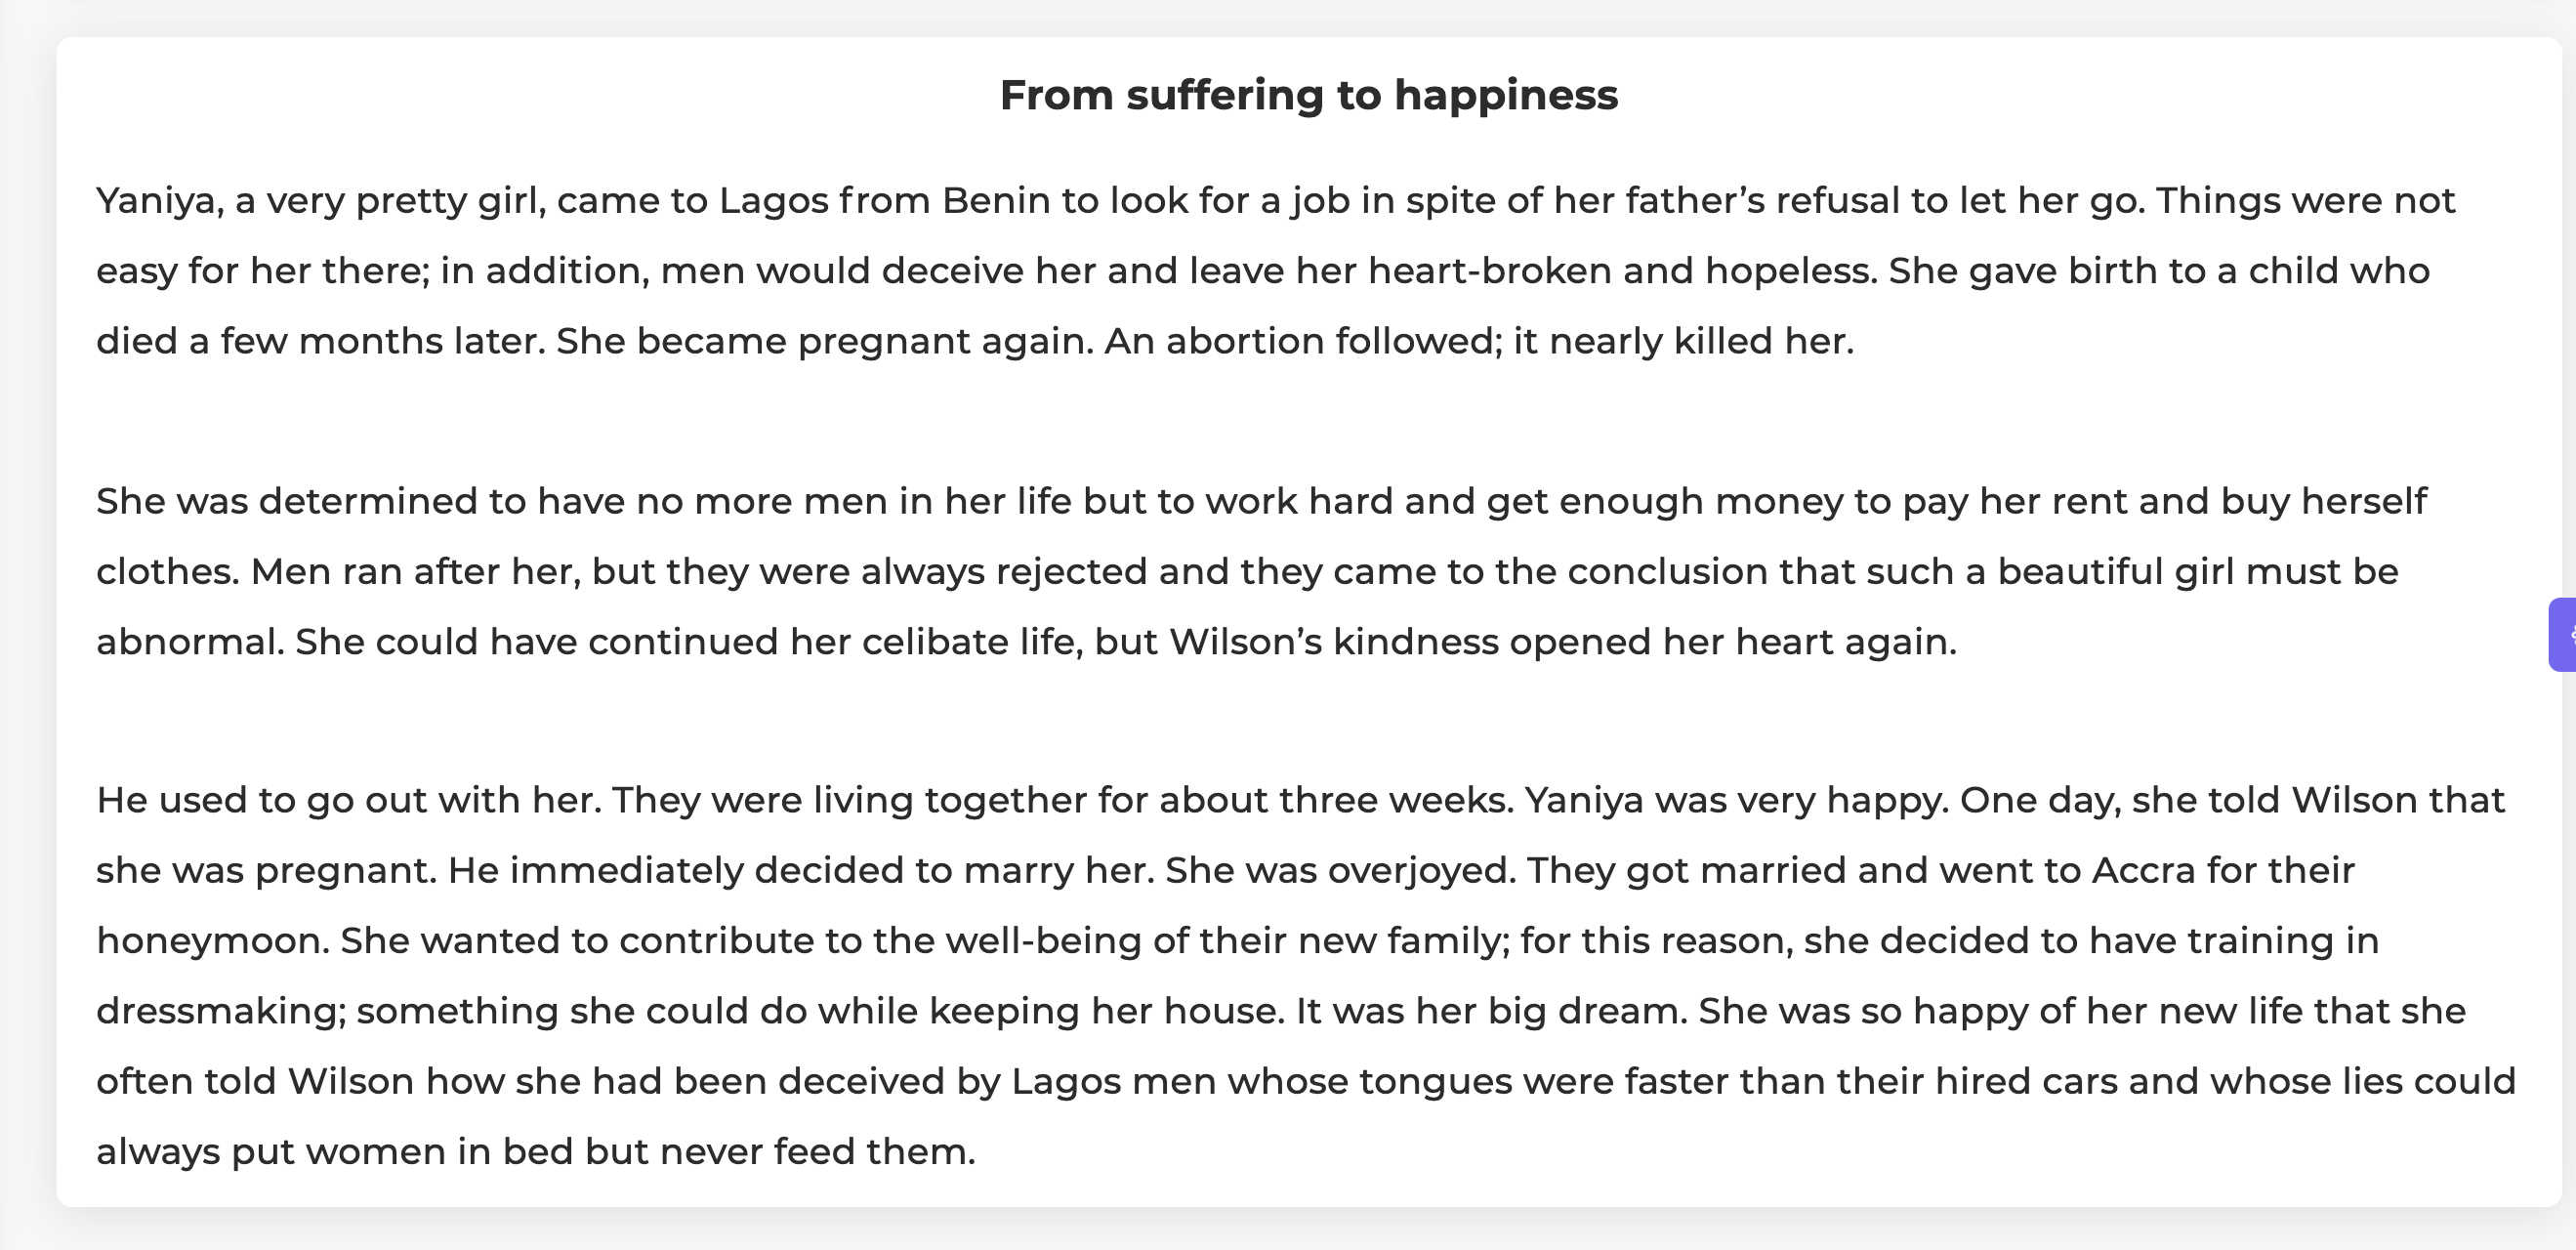 From suffering to happiness
Yaniya, a very pretty girl, came to Lagos from Benin to look for a job in spite of her father’s refusal to let her go. Things were not
easy for her there; in addition, men would deceive her and leave her heart-broken and hopeless. She gave birth to a child who
died a few months later. She became pregnant again. An abortion followed; it nearly killed her.
She was determined to have no more men in her life but to work hard and get enough money to pay her rent and buy herself
clothes. Men ran after her, but they were always rejected and they came to the conclusion that such a beautiful girl must be
abnormal. She could have continued her celibate life, but Wilson’s kindness opened her heart again.
He used to go out with her. They were living together for about three weeks. Yaniya was very happy. One day, she told Wilson that
she was pregnant. He immediately decided to marry her. She was overjoyed. They got married and went to Accra for their
honeymoon. She wanted to contribute to the well-being of their new family; for this reason, she decided to have training in
dressmaking; something she could do while keeping her house. It was her big dream. She was so happy of her new life that she
often told Wilson how she had been deceived by Lagos men whose tongues were faster than their hired cars and whose lies could
always put women in bed but never feed them.